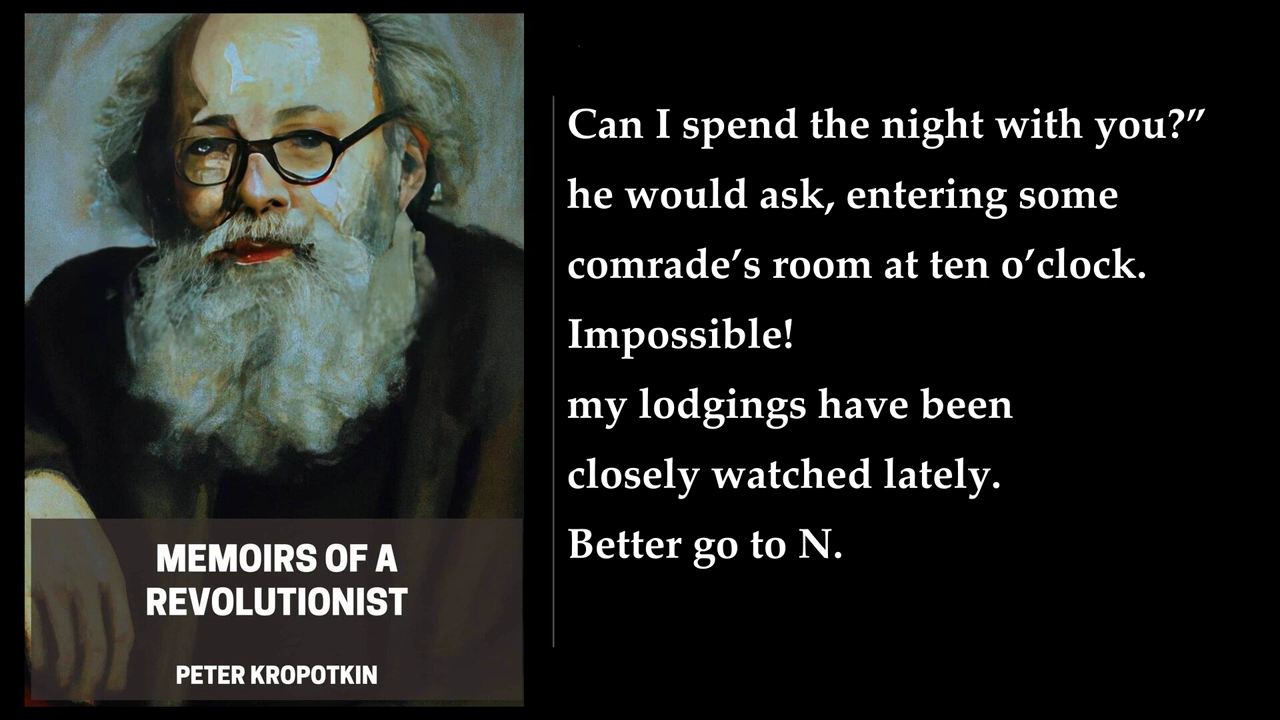 MEMOIRS OF A
REVOLUTIONIST
PETER KROPOTKIN
Can I spend the night with you?”
he would ask, entering some
comrade’s room at ten o’clock.
Impossible!
my lodgings have been
closely watched lately.
Better go to N.